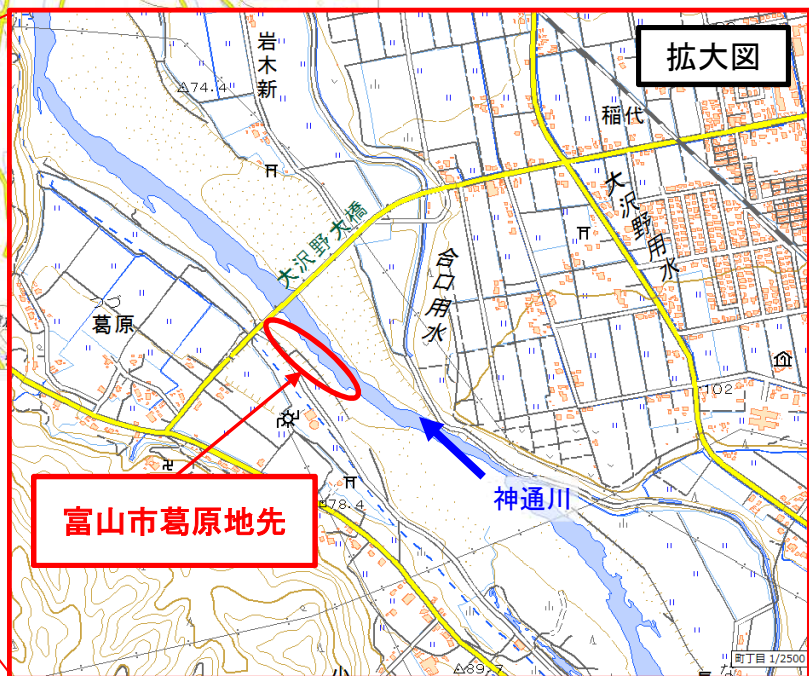 拡大図
岩木新
74.4
稲代
大沢野用水
大沢野大橋
合口用水
葛原
102
神通川
78.4
富山市葛原地先
89.7
町丁目 1/2500